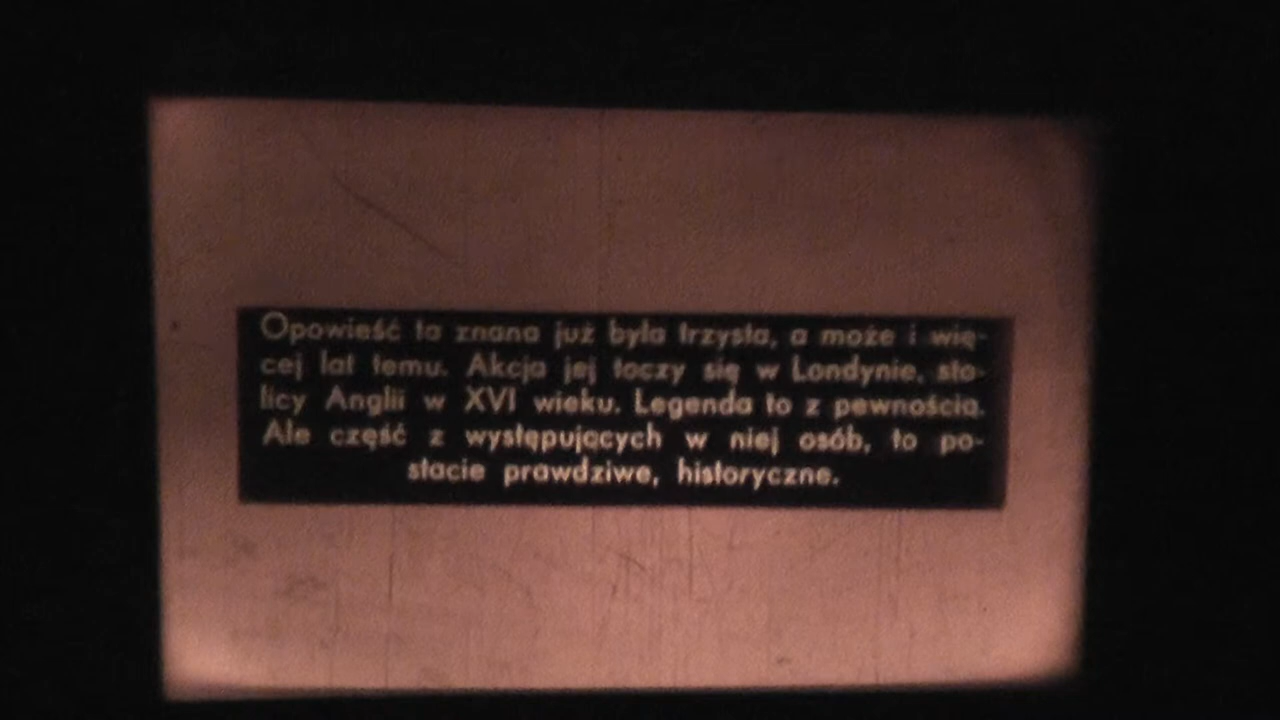 Opowieść ta znana już była trzysta, a może i wię-
cej lat temu. Akcja jej toczy się w Londynie, sto-
licy Anglii w XVI wieku. Legenda to z pewnością.
Ale część z występujących w niej osób, to po-
stacie prawdziwe, historyczne.